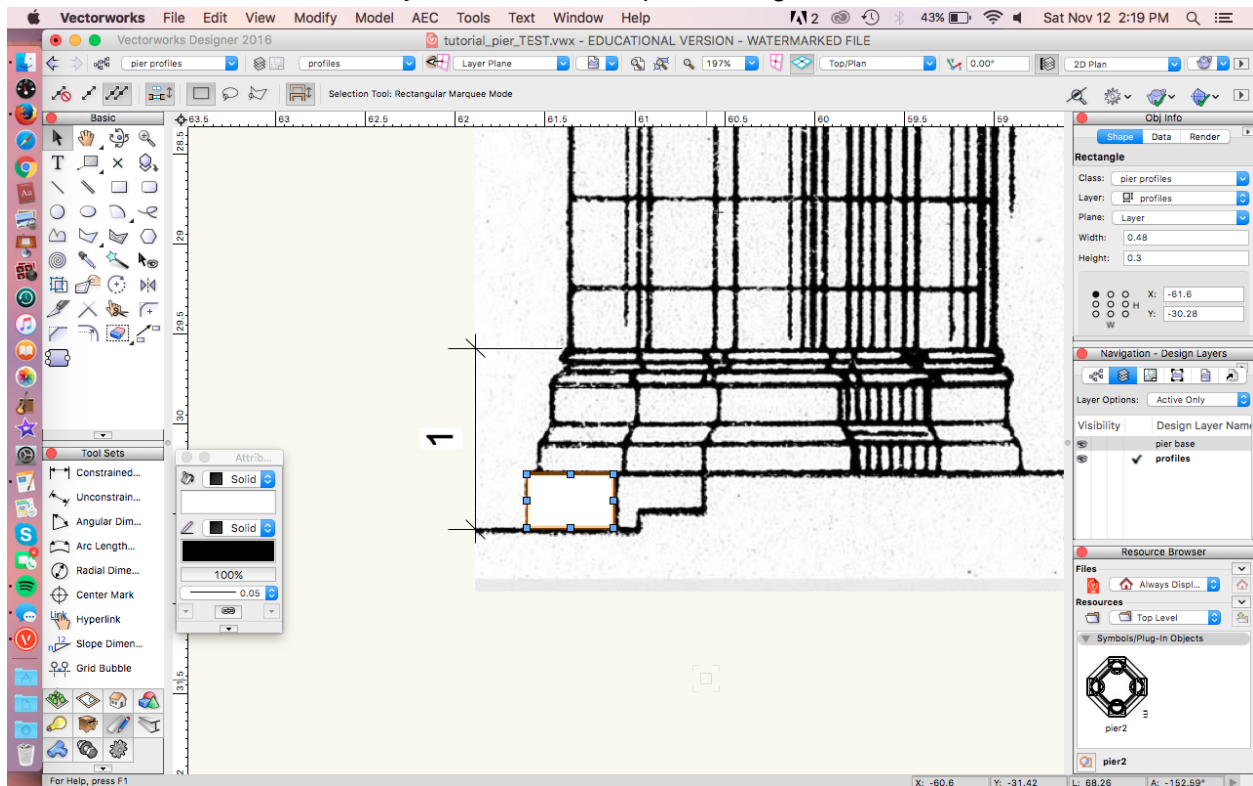 Vectorworks File Edit View Modify Model AEC Tools Text Window Help 2 43% Sat Nov 12 2:19 PM
Vectorworks Designer 2016 tutorial_pier_TEST.vwx - EDUCATIONAL VERSION - WATERMARKED FILE
pier profiles profiles Layer Plane 197% Top/Plan 0.00° 2D Plan
Selection Tool: Rectangular Marquee Mode
Basic
63.5 63 62.5 62 61.5 61 60.5 60 59.5 59
28.5
29
29.5
30
31.5
1
Tool Sets
Constrained...
Unconstrain...
Angular Dim...
Arc Length...
Radial Dime...
Center Mark
Link Hyperlink
12 n Slope Dimen...
Grid Bubble
Attrib...
Solid
Solid
100%
0.05
Obj Info
Shape Data Render
Rectangle
Class: pier profiles
Layer: profiles
Plane: Layer
Width: 0.48
Height: 0.3
X: -61.6
H
Y: -30.28
W
Navigation - Design Layers
Layer Options: Active Only
Visibility Design Layer Name
pier base
profiles
Resource Browser
Files
Always Displ...
Resources
Top Level
Symbols/Plug-In Objects
pier2
pier2
For Help, press F1 X: -60.6 Y: -31.42 L: 68.26 A: -152.59°